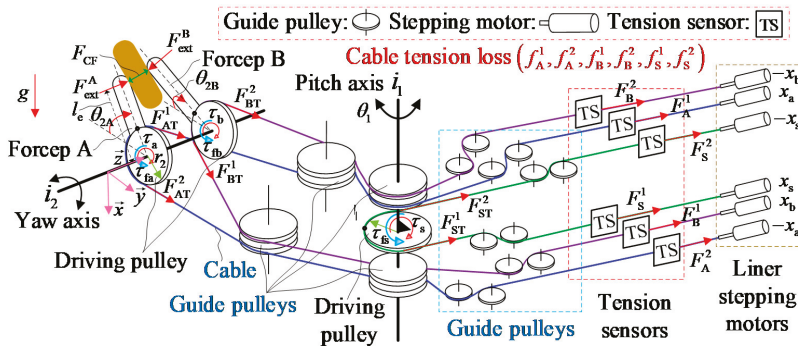 Guide pulley: Stepping motor: Tension sensor: TS
Cable tension loss (f_A^1, f_A^2, f_B^1, f_B^2, f_S^1, f_S^2)
F_CF
F_ext^B
Forcep B
F_ext^A
θ_2B
g
l_e
θ_2A
F_AT^1
F_BT^2
Forcep A
τ_a
τ_b
τ_fb
z
r_2
τ_fa
F_AT^2
F_BT^1
i_2
Yaw axis
x⃗
y⃗
Driving pulley
Cable
Guide pulleys
Pitch axis i_1
θ_1
F_ST^2
F_ST^1
τ_fs
τ_s
Driving pulley
Guide pulleys
TS
F_B^2
TS
F_A^1
TS
F_S^2
TS
F_S^1
TS
F_B^1
TS
F_A^2
Tension sensors
x_a
x_s
x_b
Liner stepping motors